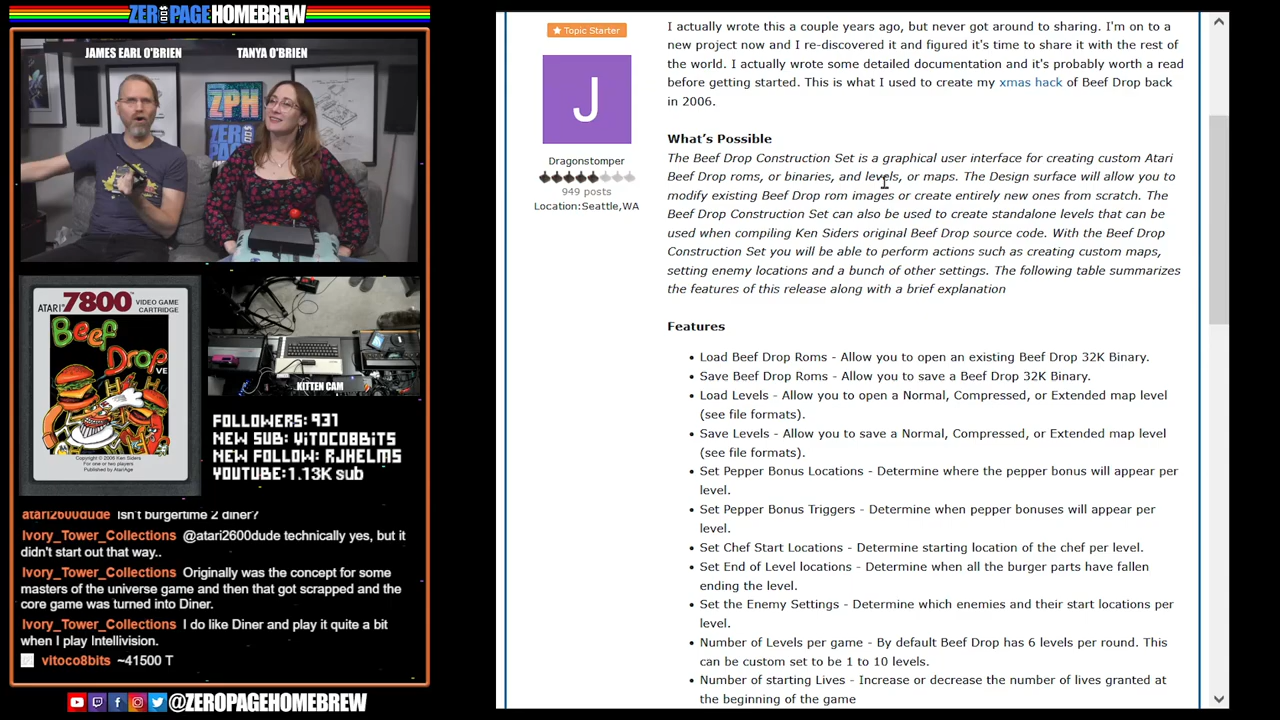 ZEROPAGEHOMEBREW
JAMES EARL O'BRIEN
TANYA O'BRIEN
ZPH
ATARI 7800 VIDEO GAME CARTRIDGE
Beef
Drop
VE
Copyright © 2006 Ken Siders
For one or two players
Published by AtariAge
KITTEN CAM
FOLLOWERS: 931
NEW SUB: VITOCO8BITS
NEW FOLLOW: RJHELMS
YOUTUBE:1.13K sub
atari2600dude Isn't burgertime 2 diner?
Ivory_Tower_Collections @atari2600dude technically yes, but it
didn't start out that way..
Ivory_Tower_Collections Originally was the concept for some
masters of the universe game and then that got scrapped and the
core game was turned into Diner.
Ivory_Tower_Collections I do like Diner and play it quite a bit
when I play Intellivision.
vitoco8bits ~41500 T
@ZEROPAGEHOMEBREW
Topic Starter
J
Dragonstomper
949 posts
Location:Seattle,WA
I actually wrote this a couple years ago, but never got around to sharing. I'm on to a
new project now and I re-discovered it and figured it's time to share it with the rest of
the world. I actually wrote some detailed documentation and it's probably worth a read
before getting started. This is what I used to create my xmas hack of Beef Drop back
in 2006.
What's Possible
The Beef Drop Construction Set is a graphical user interface for creating custom Atari
Beef Drop roms, or binaries, and levels, or maps. The Design surface will allow you to
modify existing Beef Drop rom images or create entirely new ones from scratch. The
Beef Drop Construction Set can also be used to create standalone levels that can be
used when compiling Ken Siders original Beef Drop source code. With the Beef Drop
Construction Set you will be able to perform actions such as creating custom maps,
setting enemy locations and a bunch of other settings. The following table summarizes
the features of this release along with a brief explanation
Features
• Load Beef Drop Roms - Allow you to open an existing Beef Drop 32K Binary.
• Save Beef Drop Roms - Allow you to save a Beef Drop 32K Binary.
• Load Levels - Allow you to open a Normal, Compressed, or Extended map level
(see file formats).
• Save Levels - Allow you to save a Normal, Compressed, or Extended map level
(see file formats).
• Set Pepper Bonus Locations - Determine where the pepper bonus will appear per
level.
• Set Pepper Bonus Triggers - Determine when pepper bonuses will appear per
level.
• Set Chef Start Locations - Determine starting location of the chef per level.
• Set End of Level locations - Determine when all the burger parts have fallen
ending the level.
• Set the Enemy Settings - Determine which enemies and their start locations per
level.
• Number of Levels per game - By default Beef Drop has 6 levels per round. This
can be custom set to be 1 to 10 levels.
• Number of starting Lives - Increase or decrease the number of lives granted at
the beginning of the game